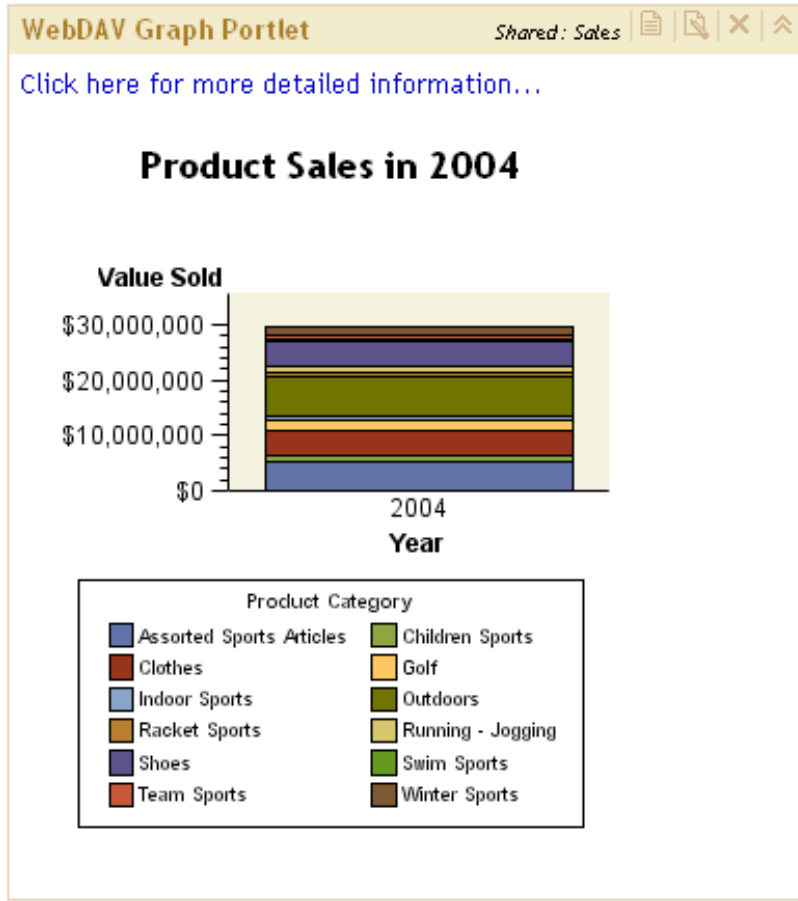 WebDAV Graph Portlet Shared: Sales
Click here for more detailed information...
Product Sales in 2004
Value Sold
$30,000,000
$20,000,000
$10,000,000
$0
2004
Year
Product Category
Assorted Sports Articles Children Sports
Clothes Golf
Indoor Sports Outdoors
Racket Sports Running - Jogging
Shoes Swim Sports
Team Sports Winter Sports